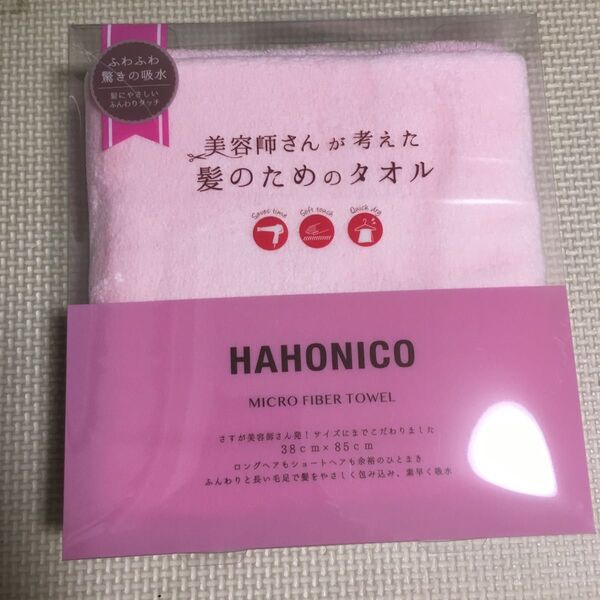 ふわふわ
驚きの吸水
髪にやさしい
ふんわりタッチ
美容師さんが考えた
髪のためのタオル
Saves time
Soft touch
Quick dry
HAHONICO
MICRO FIBER TOWEL
さすが美容師さん発!サイズにまでこだわりました
38cm×85cm
ロングヘアもショートヘアも余裕のひとまき
ふんわりと長い毛足で髪をやさしく包み込み、素早く吸水